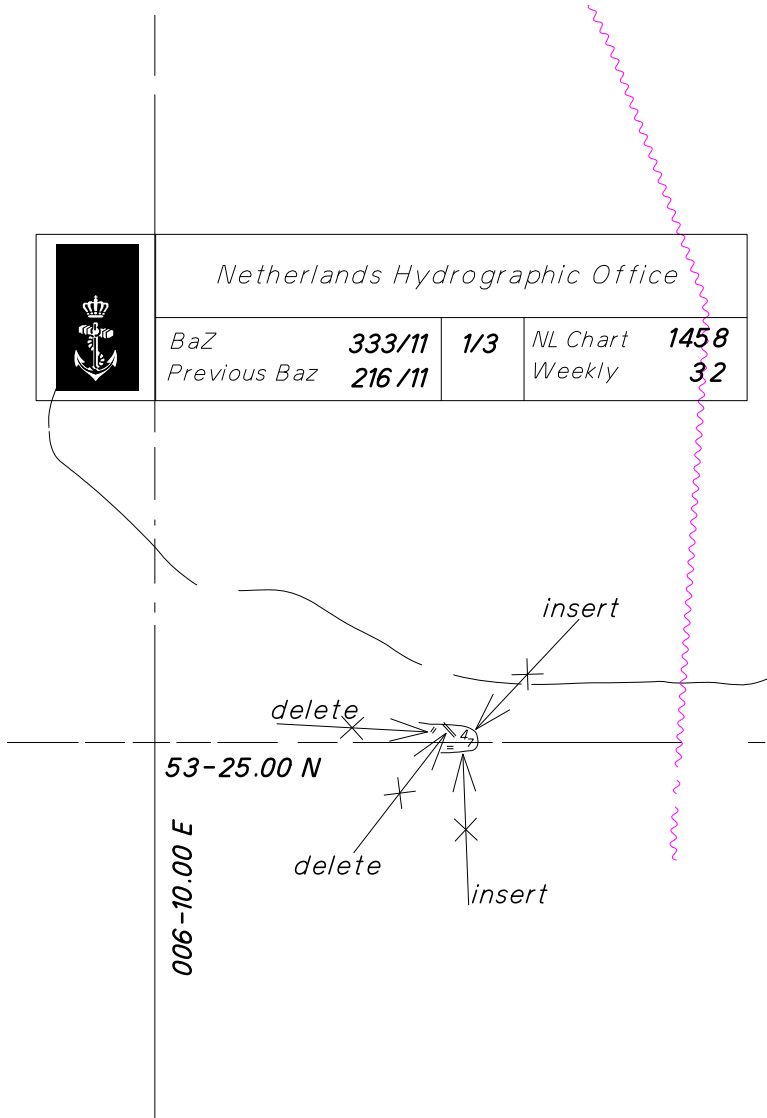 Netherlands Hydrographic Office
BaZ 333/11 1/3 NL Chart 1458
Previous Baz 216/11 Weekly 32
insert
delete
" 47
=
53-25.00 N
delete
insert
006-10.00 E